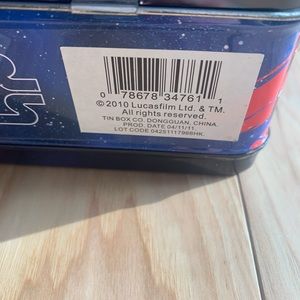 0 78678 34761 1
©2010 Lucasfilm Ltd. & TM.
All rights reserved.
TIN BOX CO. DONGGUAN, CHINA.
PROD. DATE 04/11/11.
LOT CODE 04251117968HK.